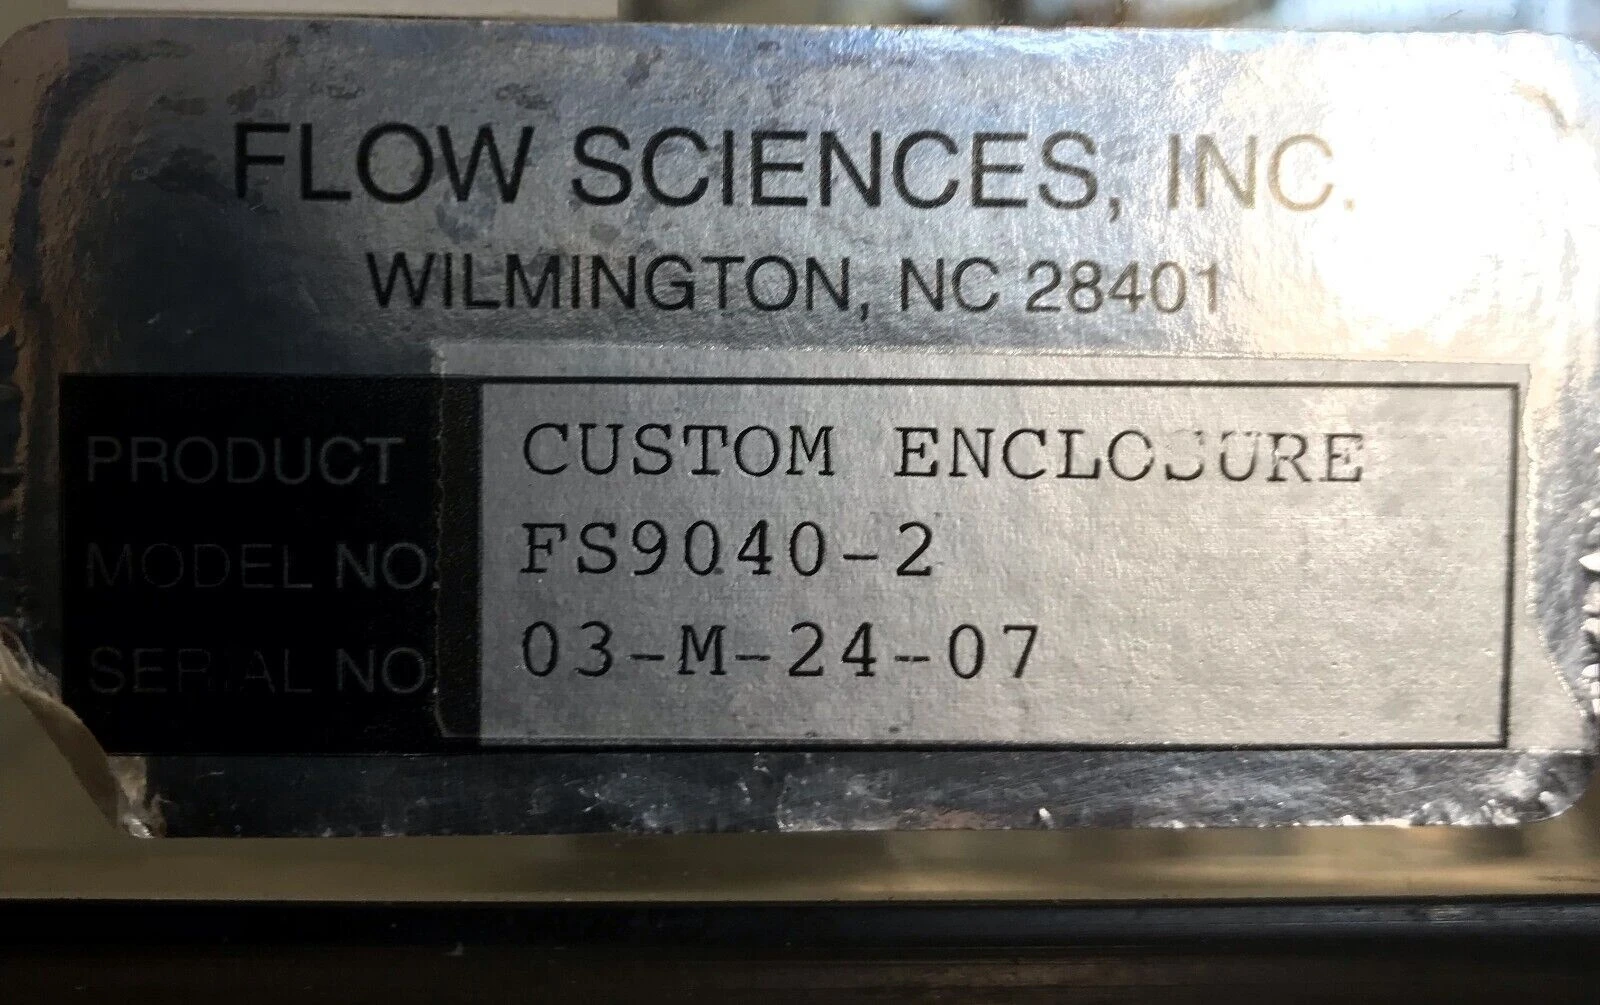 FLOW SCIENCES, INC.
WILMINGTON, NC 28401
PRODUCT CUSTOM ENCLOSURE
MODEL NO. FS9040-2
SERIAL NO. 03-M-24-07